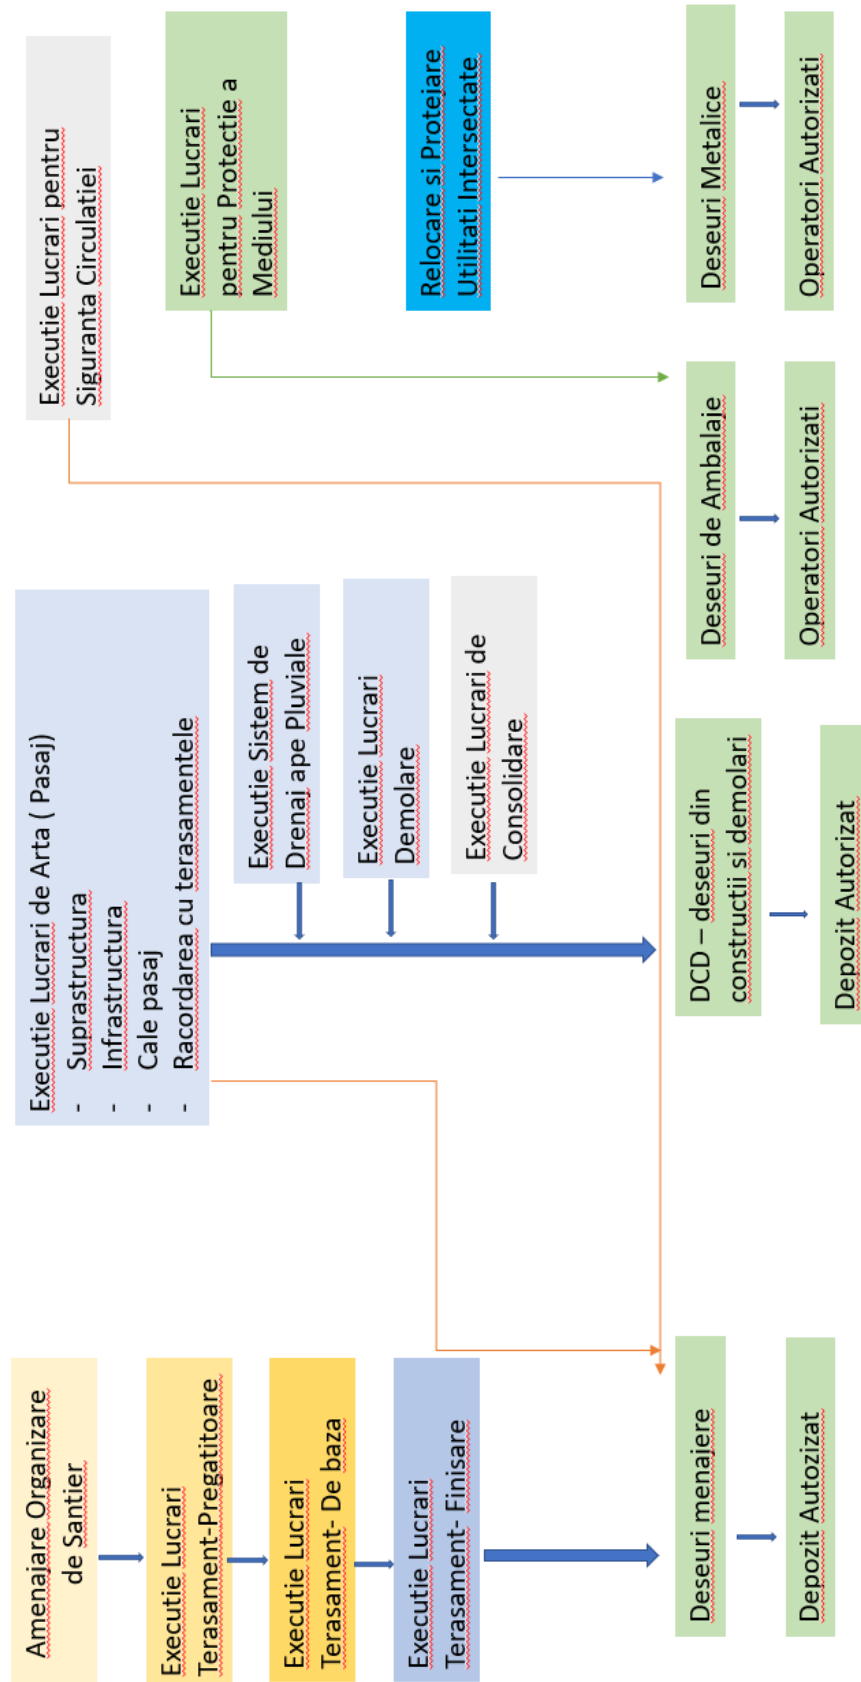 Amenajare Organizare
de Santier
Executie Lucrari
Terasament-Pregatitoare
Executie Lucrari
Terasament- De baza
Executie Lucrari
Terasament- Finisare
Deseuri menajere
Depozit Autozizat
Executie Lucrari de Arta ( Pasaj)
- Suprastructura
- Infrastructura
- Cale pasaj
- Racordarea cu terasamentele
Executie Sistem de
Drenaj ape Pluviale
Executie Lucrari
Demolare
Executie Lucrari de
Consolidare
DCD – deseuri din
constructii si demolari
Depozit Autorizat
Executie Lucrari pentru
Siguranta Circulatiei
Executie Lucrari
pentru Protectie a
Mediului
Relocare si Protejare
Utilitati Intersectate
Deseuri de Ambalaje
Operatori Autorizati
Deseuri Metalice
Operatori Autorizati